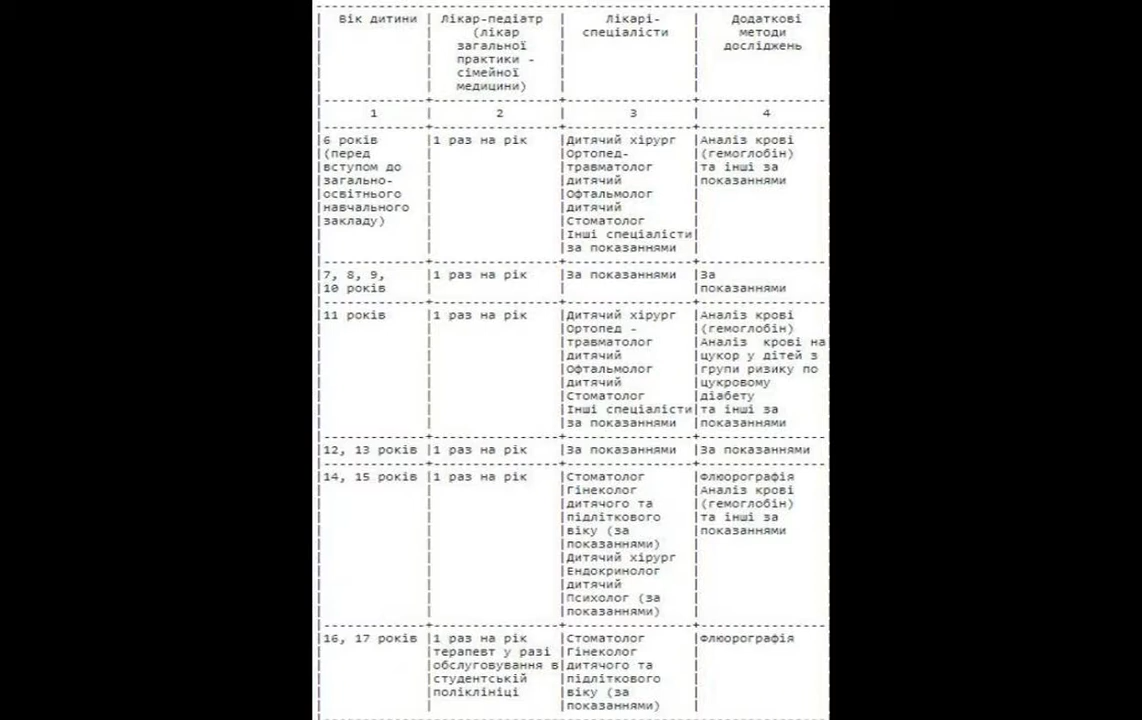 Вік дитини
Лікар-педіатр
(лікар
загальної
практики -
сімейної
медицини)
Лікарі-
спеціалісти
Додаткові
методи
досліджень
1
2
3
4
6 років
(перед
вступом до
загально-
освітнього
навчального
закладу)
1 раз на рік
Дитячий хірург
Ортопед-
травматолог
дитячий
Офтальмолог
дитячий
Стоматолог
Інші спеціалісти
за показаннями
Аналіз крові
(гемоглобін)
та інші за
показаннями
7, 8, 9,
10 років
1 раз на рік
За показаннями
За
показаннями
11 років
1 раз на рік
Дитячий хірург
Ортопед -
травматолог
дитячий
Офтальмолог
дитячий
Стоматолог
Інші спеціалісти
за показаннями
Аналіз крові
(гемоглобін)
Аналіз крові на
цукор у дітей з
групи ризику по
цукровому
діабету
та інші за
показаннями
12, 13 років
1 раз на рік
За показаннями
За показаннями
14, 15 років
1 раз на рік
Стоматолог
Гінеколог
дитячого та
підліткового
віку (за
показаннями)
Дитячий хірург
Ендокринолог
дитячий
Психолог (за
показаннями)
Флюорографія
Аналіз крові
(гемоглобін)
та інші за
показаннями
16, 17 років
1 раз на рік
терапевт у разі
обслуговування в
студентській
поліклініці
Стоматолог
Гінеколог
дитячого та
підліткового
віку (за
показаннями)
Флюорографія